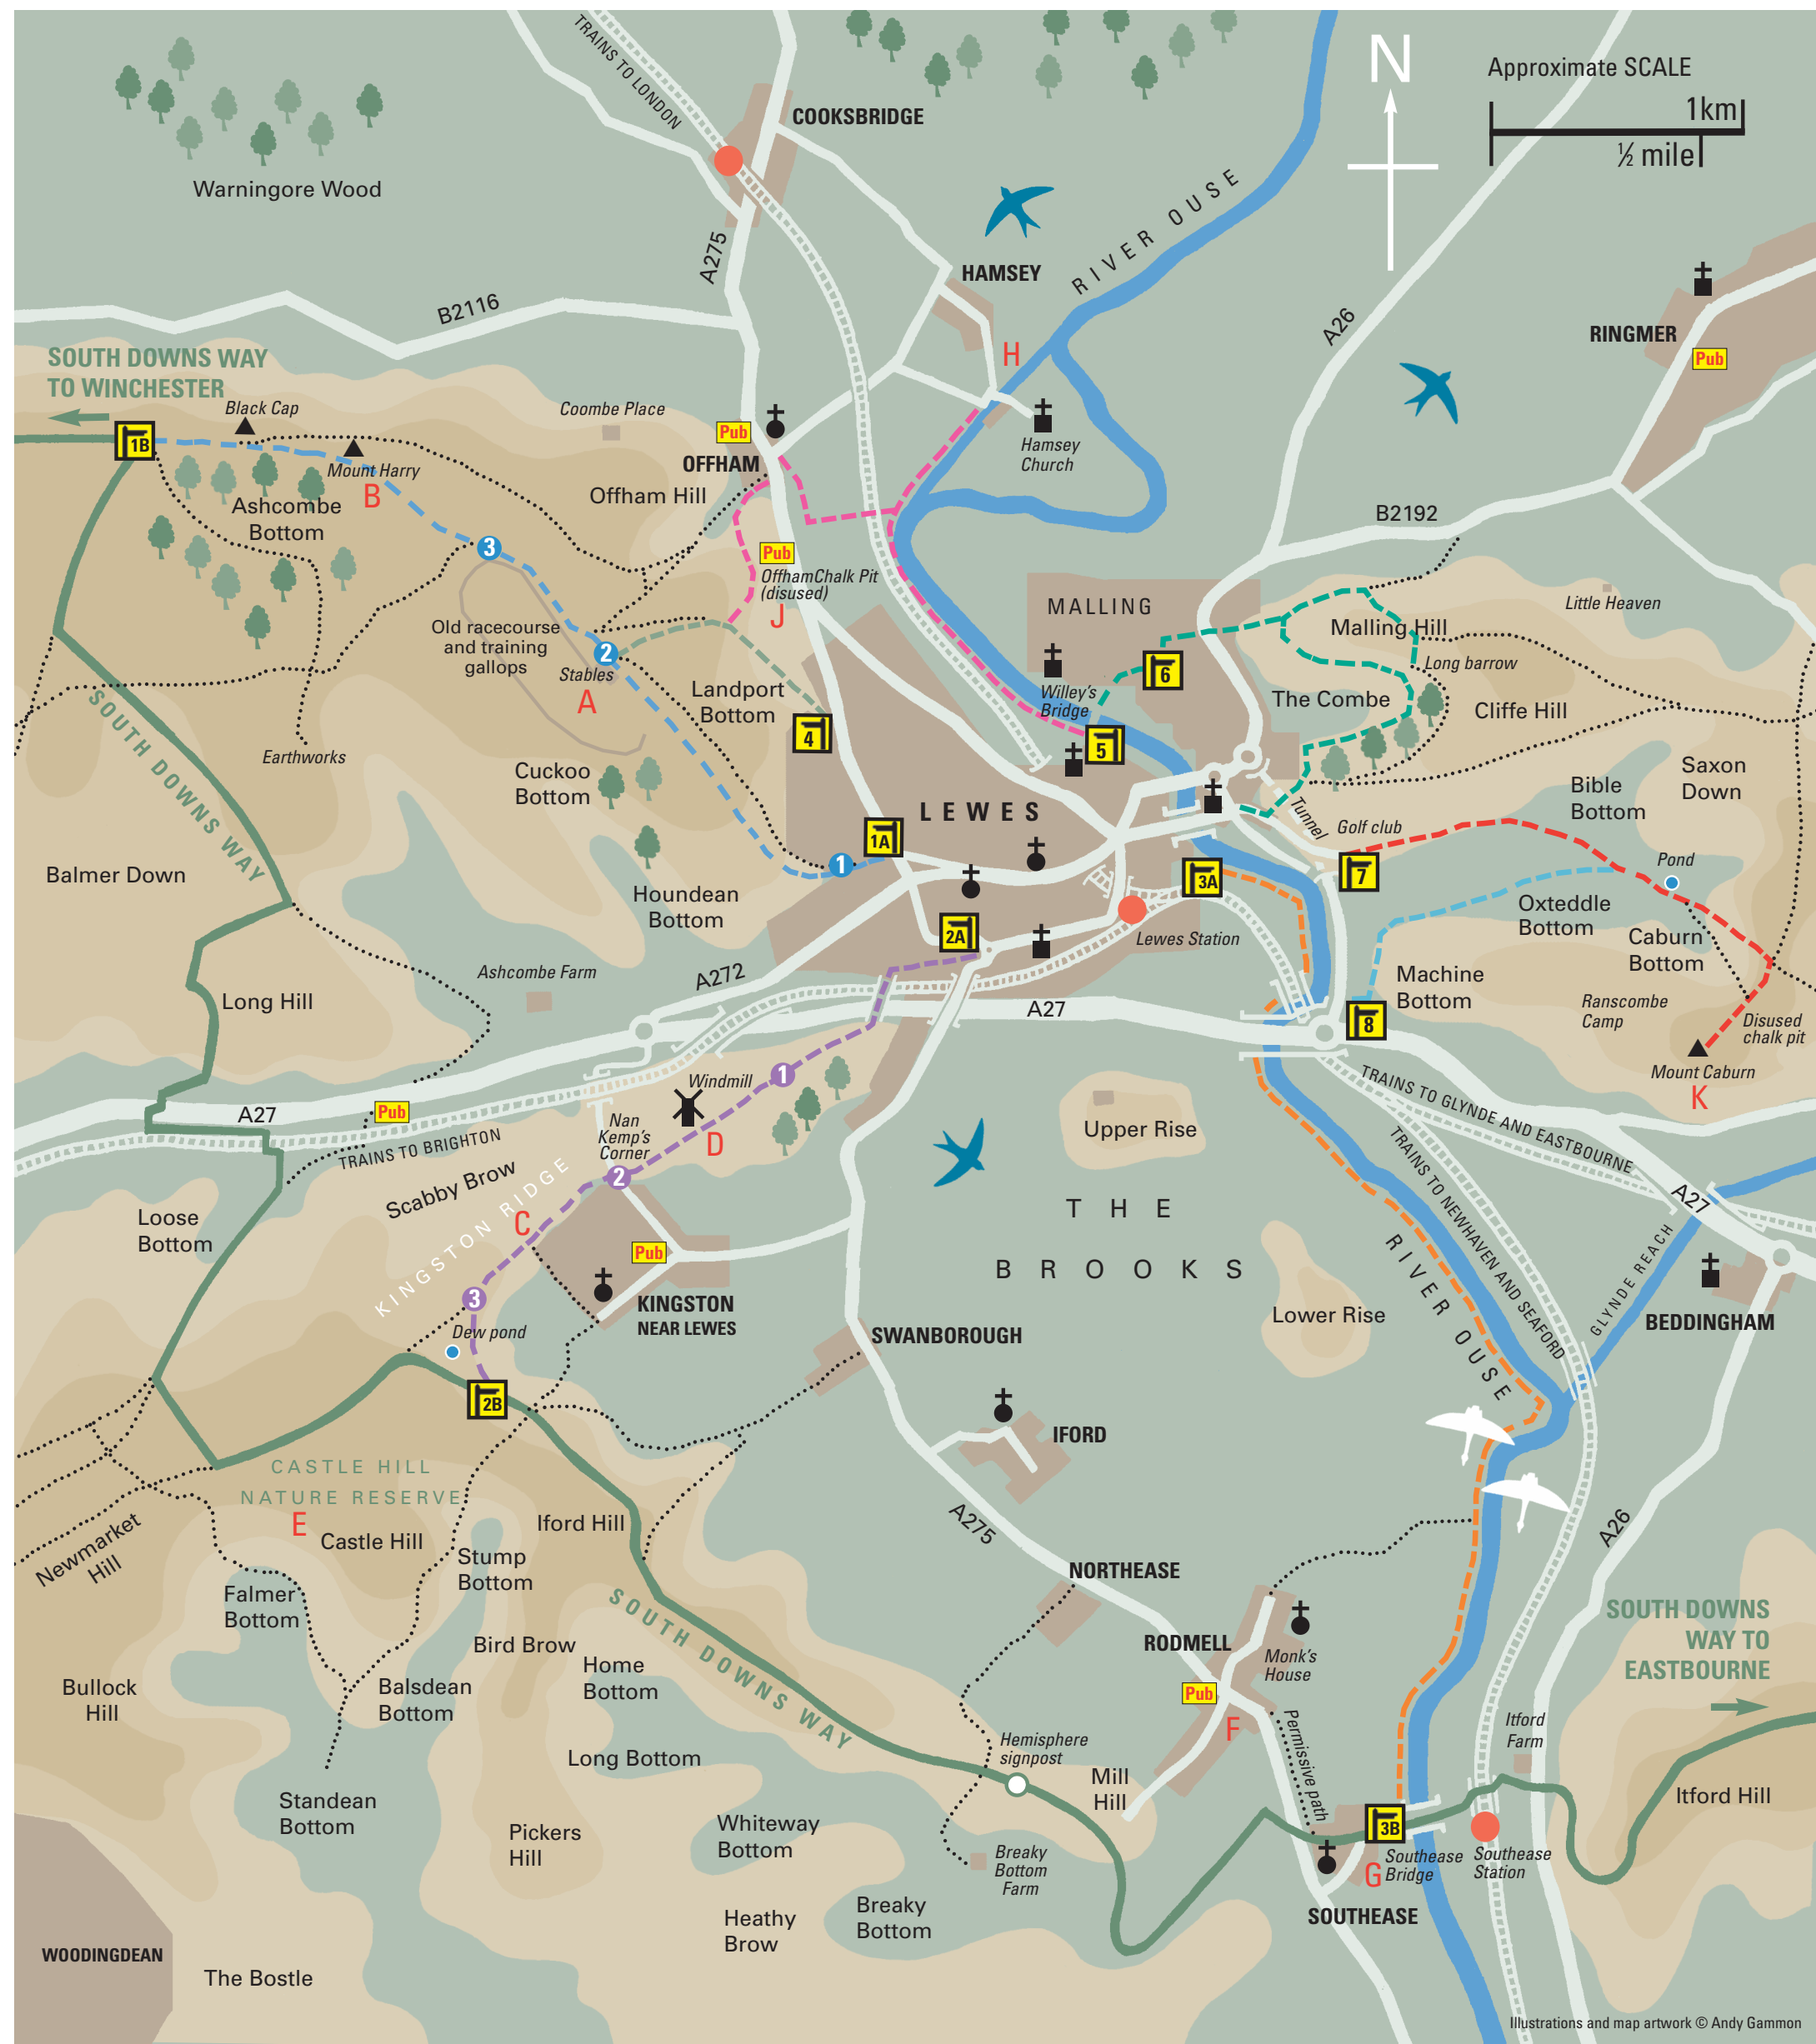 TRAINS TO LONDON
COOKSBRIDGE
N
Approximate SCALE
1km
½ mile
Warningore Wood
A275
HAMSEY
RIVER OUSE
B2116
A26
RINGMER
Pub
SOUTH DOWNS WAY
TO WINCHESTER
H
Black Cap
Coombe Place
1B
Mount Harry
B
Pub
OFFHAM
Hamsey
Church
Ashcombe
Bottom
Offham Hill
B2192
3
Pub
OffhamChalk Pit
(disused)
J
MALLING
Little Heaven
Old racecourse
and training
gallops
2
Stables
A
Malling Hill
Long barrow
Landport
Bottom
Willey's
Bridge
6
The Combe
Cliffe Hill
SOUTH DOWNS WAY
Earthworks
4
5
Cuckoo
Bottom
Saxon
Down
Bible
Bottom
LEWES
Tunnel
Golf club
1A
1
Balmer Down
Houndean
Bottom
3A
7
Pond
Oxteddle
Bottom
2A
Lewes Station
Caburn
Bottom
Ashcombe Farm
A272
Machine
Bottom
Long Hill
A27
8
Ranscombe
Camp
Disused
chalk pit
Mount Caburn
K
1
Windmill
A27
Pub
Nan
Kemp's
Corner
D
TRAINS TO BRIGHTON
Upper Rise
TRAINS TO GLYNDE AND EASTBOURNE
TRAINS TO NEWHAVEN AND SEAFORD
Scabby Brow
KINGSTON RIDGE
2
C
A27
THE
BROOKS
Loose
Bottom
Pub
RIVER OUSE
GLYNDE REACH
3
KINGSTON
NEAR LEWES
Lower Rise
BEDDINGHAM
Dew pond
SWANBOROUGH
2B
IFORD
CASTLE HILL
NATURE RESERVE
E
Castle Hill
Iford Hill
A275
A26
Newmarket
Hill
Stump
Bottom
Falmer
Bottom
NORTHEASE
SOUTH DOWNS WAY
SOUTH DOWNS
WAY TO
EASTBOURNE
RODMELL
Bird Brow
Monk's
House
Home
Bottom
Bullock
Hill
Balsdean
Bottom
Pub
F
Permissive path
Itford
Farm
Long Bottom
Hemisphere
signpost
Mill
Hill
Itford Hill
Standean
Bottom
Pickers
Hill
Whiteway
Bottom
3B
Breaky
Bottom
Farm
G
Southease
Bridge
Southease
Station
Heathy
Brow
Breaky
Bottom
SOUTHEASE
WOODINGDEAN
The Bostle
Illustrations and map artwork © Andy Gammon